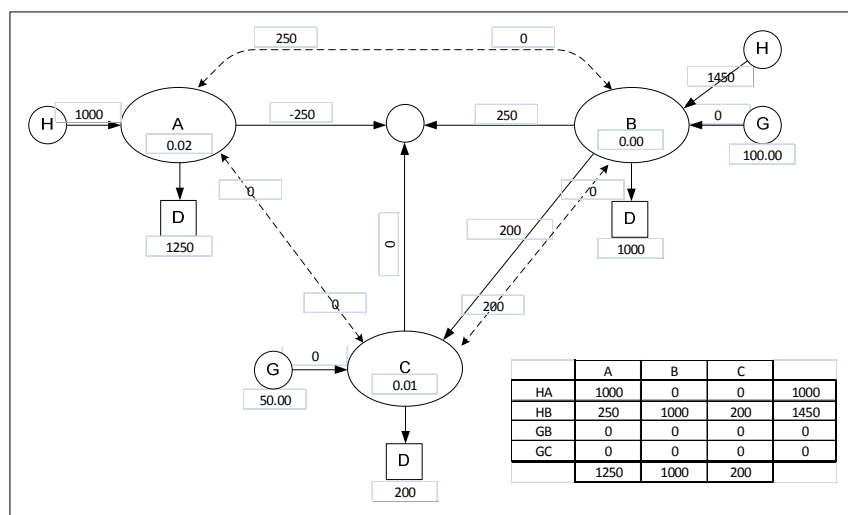 250 0
H
1450
H 1000 A -250 250 B 0 G
0.02 0.00 100.00
0 0
D D
1250 200 1000
0
0 200
0
G C
50.00 0.01
D
200
A B C
HA 1000 0 0 1000
HB 250 1000 200 1450
GB 0 0 0 0
GC 0 0 0 0
1250 1000 200